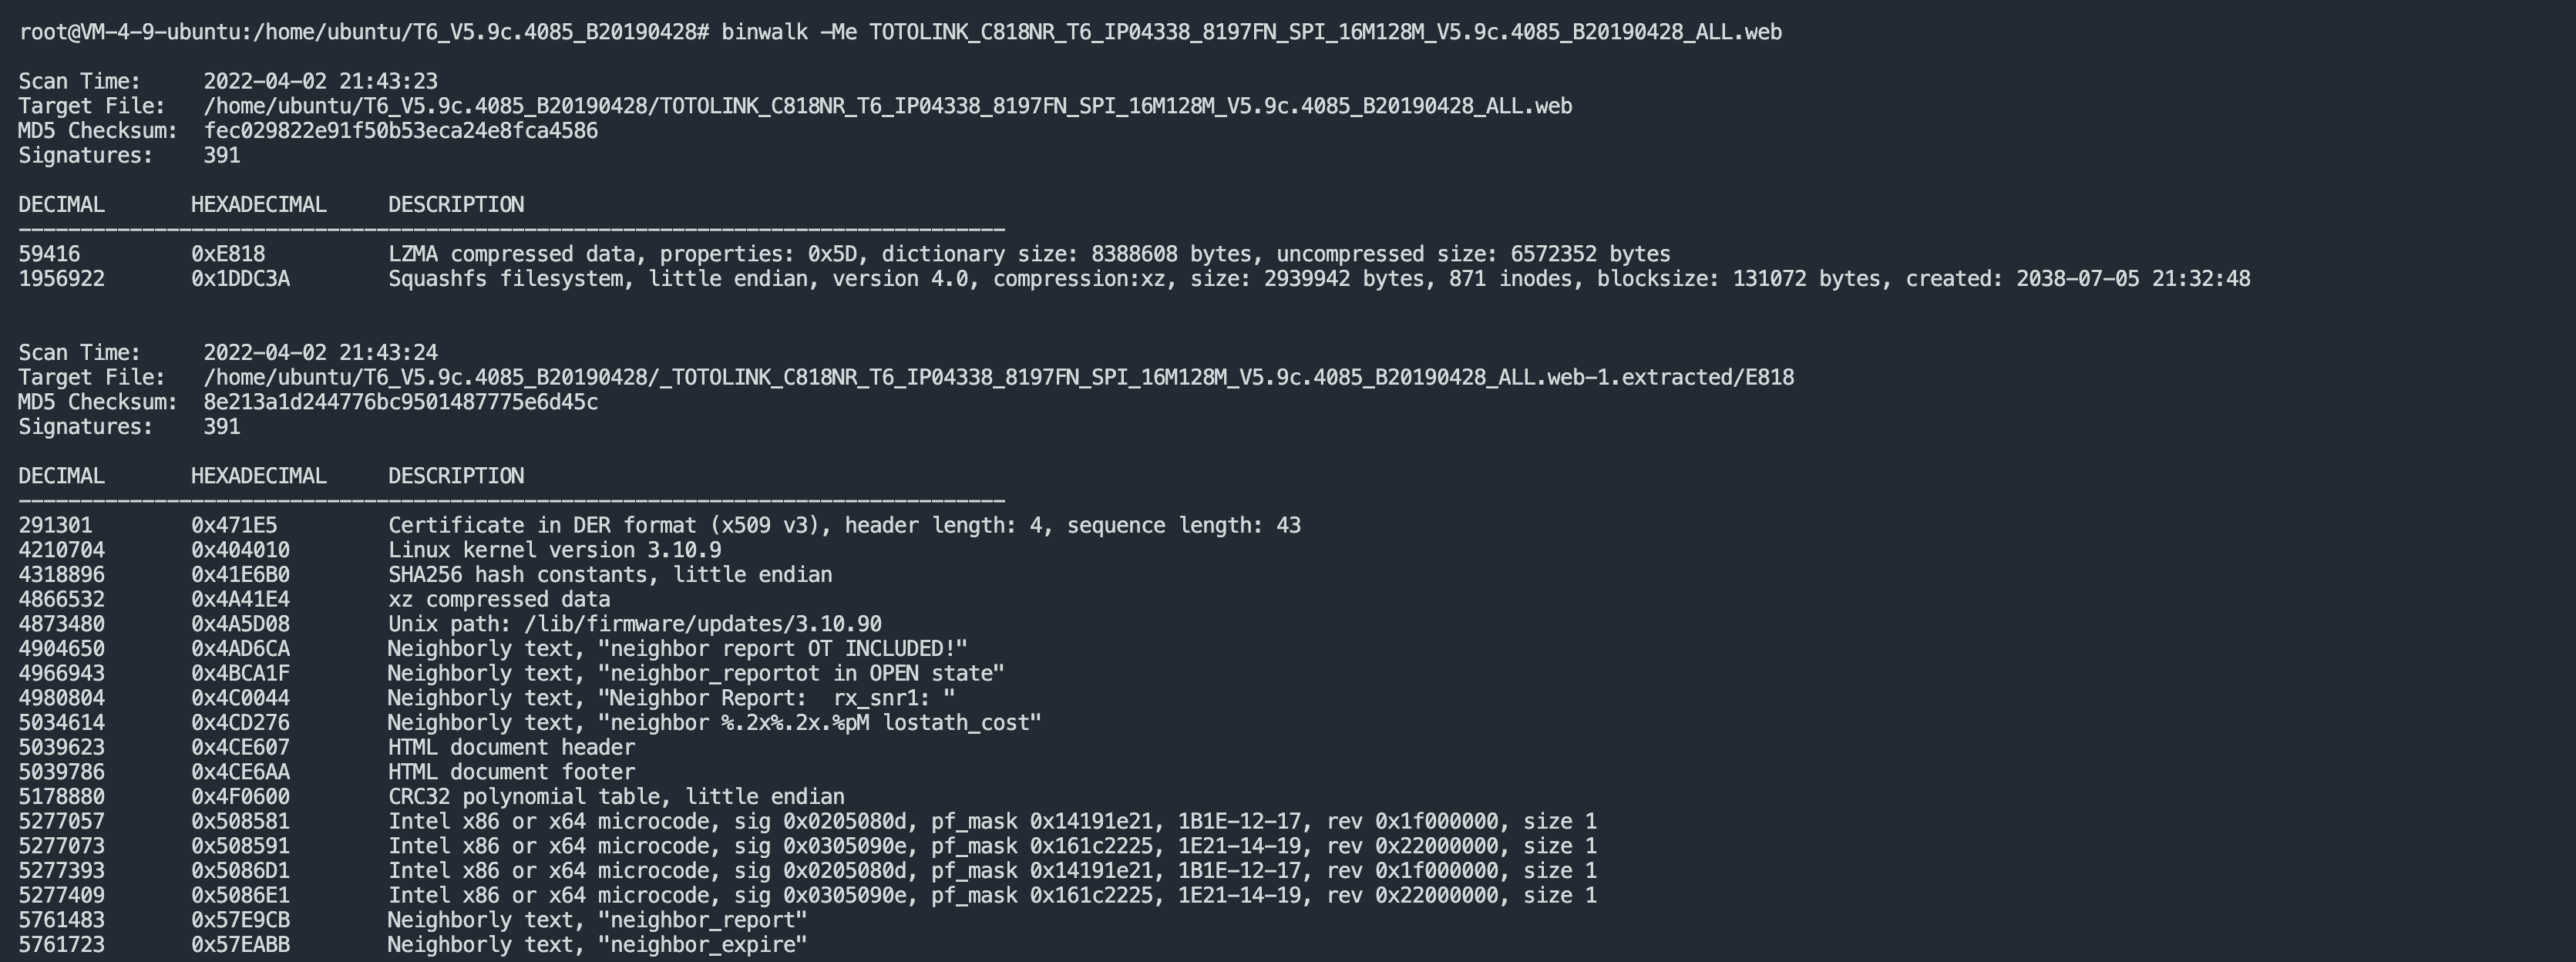 root@VM-4-9-ubuntu:/home/ubuntu/T6_V5.9c.4085_B20190428# binwalk -Me TOTOLINK_C818NR_T6_IP04338_8197FN_SPI_16M128M_V5.9c.4085_B20190428_ALL.web
Scan Time:     2022-04-02 21:43:23
Target File:   /home/ubuntu/T6_V5.9c.4085_B20190428/TOTOLINK_C818NR_T6_IP04338_8197FN_SPI_16M128M_V5.9c.4085_B20190428_ALL.web
MD5 Checksum:  fec029822e91f50b53eca24e8fca4586
Signatures:    391
DECIMAL       HEXADECIMAL     DESCRIPTION
--------------------------------------------------------------------------------
59416         0xE818          LZMA compressed data, properties: 0x5D, dictionary size: 8388608 bytes, uncompressed size: 6572352 bytes
1956922       0x1DDC3A        Squashfs filesystem, little endian, version 4.0, compression:xz, size: 2939942 bytes, 871 inodes, blocksize: 131072 bytes, created: 2038-07-05 21:32:48
Scan Time:     2022-04-02 21:43:24
Target File:   /home/ubuntu/T6_V5.9c.4085_B20190428/_TOTOLINK_C818NR_T6_IP04338_8197FN_SPI_16M128M_V5.9c.4085_B20190428_ALL.web-1.extracted/E818
MD5 Checksum:  8e213a1d244776bc9501487775e6d45c
Signatures:    391
DECIMAL       HEXADECIMAL     DESCRIPTION
--------------------------------------------------------------------------------
291301        0x471E5         Certificate in DER format (x509 v3), header length: 4, sequence length: 43
4210704       0x404010        Linux kernel version 3.10.9
4318896       0x41E6B0        SHA256 hash constants, little endian
4866532       0x4A41E4        xz compressed data
4873480       0x4A5D08        Unix path: /lib/firmware/updates/3.10.90
4904650       0x4AD6CA        Neighborly text, "neighbor report OT INCLUDED!"
4966943       0x4BCA1F        Neighborly text, "neighbor_reportot in OPEN state"
4980804       0x4C0044        Neighborly text, "Neighbor Report:  rx_snr1: "
5034614       0x4CD276        Neighborly text, "neighbor %.2x%.2x.%pM lostath_cost"
5039623       0x4CE607        HTML document header
5039786       0x4CE6AA        HTML document footer
5178880       0x4F0600        CRC32 polynomial table, little endian
5277057       0x508581        Intel x86 or x64 microcode, sig 0x0205080d, pf_mask 0x14191e21, 1B1E-12-17, rev 0x1f000000, size 1
5277073       0x508591        Intel x86 or x64 microcode, sig 0x0305090e, pf_mask 0x161c2225, 1E21-14-19, rev 0x22000000, size 1
5277393       0x5086D1        Intel x86 or x64 microcode, sig 0x0205080d, pf_mask 0x14191e21, 1B1E-12-17, rev 0x1f000000, size 1
5277409       0x5086E1        Intel x86 or x64 microcode, sig 0x0305090e, pf_mask 0x161c2225, 1E21-14-19, rev 0x22000000, size 1
5761483       0x57E9CB        Neighborly text, "neighbor_report"
5761723       0x57EABB        Neighborly text, "neighbor_expire"